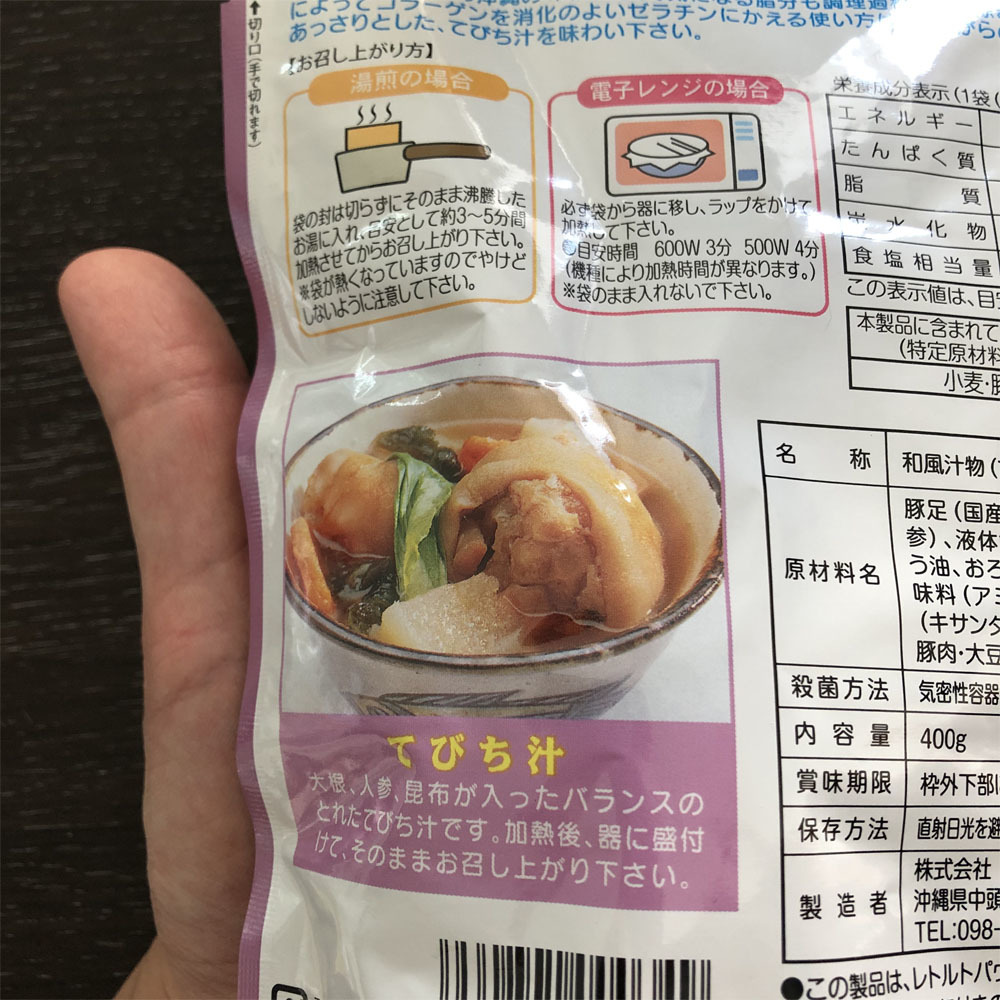 ↑切り口(手で切れます)
によってコラーゲンを消化のよいゼラチンにかえる使い方
あっさりとした、てびち汁を味わい下さい。
【お召し上がり方】
湯煎の場合
袋の封は切らずにそのまま沸騰した
お湯に入れ、目安として約3〜5分間
加熱させてからお召し上がり下さい。
※袋が熱くなっていますのでやけど
しないように注意して下さい。
電子レンジの場合
必ず袋から器に移し、ラップをかけて
加熱して下さい。
●目安時間 600W 3分 500W 4分
(機種により加熱時間が異なります。)
※袋のまま入れないで下さい。
栄養成分表示(1袋(
エネルギー
たんぱく質
脂質
炭水化物
食塩相当量
この表示値は、目
本製品に含まれて
(特定原材料
小麦・
てびち汁
大根、人参、昆布が入ったバランスの
とれたてびち汁です。加熱後、器に盛付
けて、そのままお召し上がり下さい。
名称 和風汁物(
原材料名 豚足(国産
参)、液体
う油、おろ
味料(アミ
(キサンタ
豚肉・大豆
殺菌方法 気密性容器
内容量 400g
賞味期限 枠外下部
保存方法 直射日光を避
製造者 株式会社
沖縄県中頭
TEL:098-
●この製品は、レトルトパウ